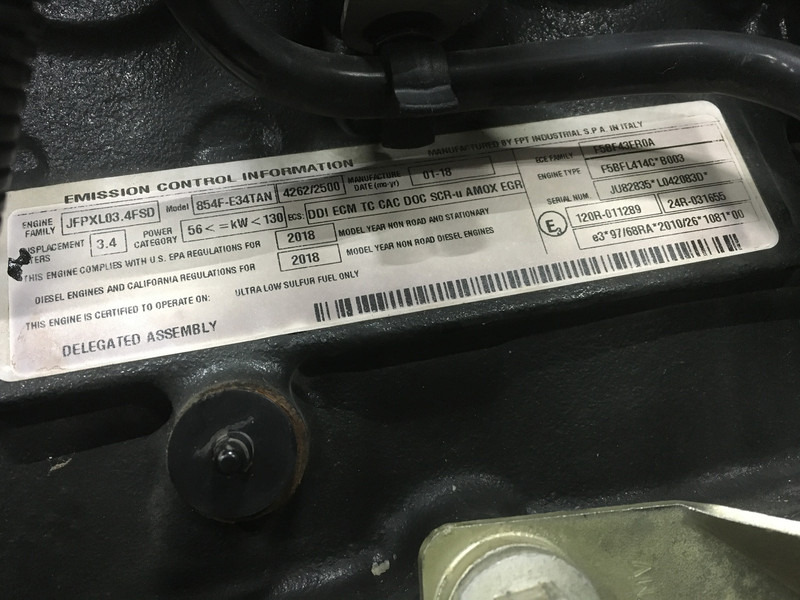 EMISSION CONTROL INFORMATION
MANUFACTURED BY FPT INDUSTRIAL S.P.A. IN ITALY
ENGINE FAMILY JFPXL03.4FSD Model 854F-E34TAN 4262/2500 MANUFACTURE DATE (mo-yr) 01-18
DISPLACEMENT 3.4 POWER CATEGORY 56<=kW<130 ECS: DDI ECM TC CAC DOC SCR-u AMOX EGR
THIS ENGINE COMPLIES WITH U.S. EPA REGULATIONS FOR 2018 MODEL YEAR NON ROAD AND STATIONARY
DIESEL ENGINES AND CALIFORNIA REGULATIONS FOR 2018 MODEL YEAR NON ROAD DIESEL ENGINES
THIS ENGINE IS CERTIFIED TO OPERATE ON: ULTRA LOW SULFUR FUEL ONLY
DELEGATED ASSEMBLY
ECE FAMILY F5BF43FR0A
ENGINE TYPE F5BFLA14C*B003
SERIAL NUM. JU82835*L042083D*
E3 120R-011289 24R-031655
e3*97/68RA*2010/26*1081*00